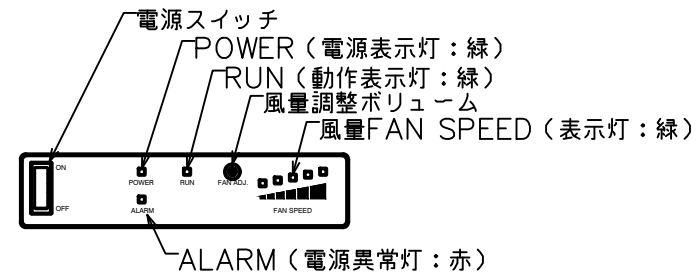 電源スイッチ
POWER(電源表示灯:緑)
RUN(動作表示灯:緑)
風量調整ボリューム
風量FAN SPEED(表示灯:緑)
ON
POWER
RUN
FAN ADJ.
OFF
ALARM
FAN SPEED
ALARM(電源異常灯:赤)